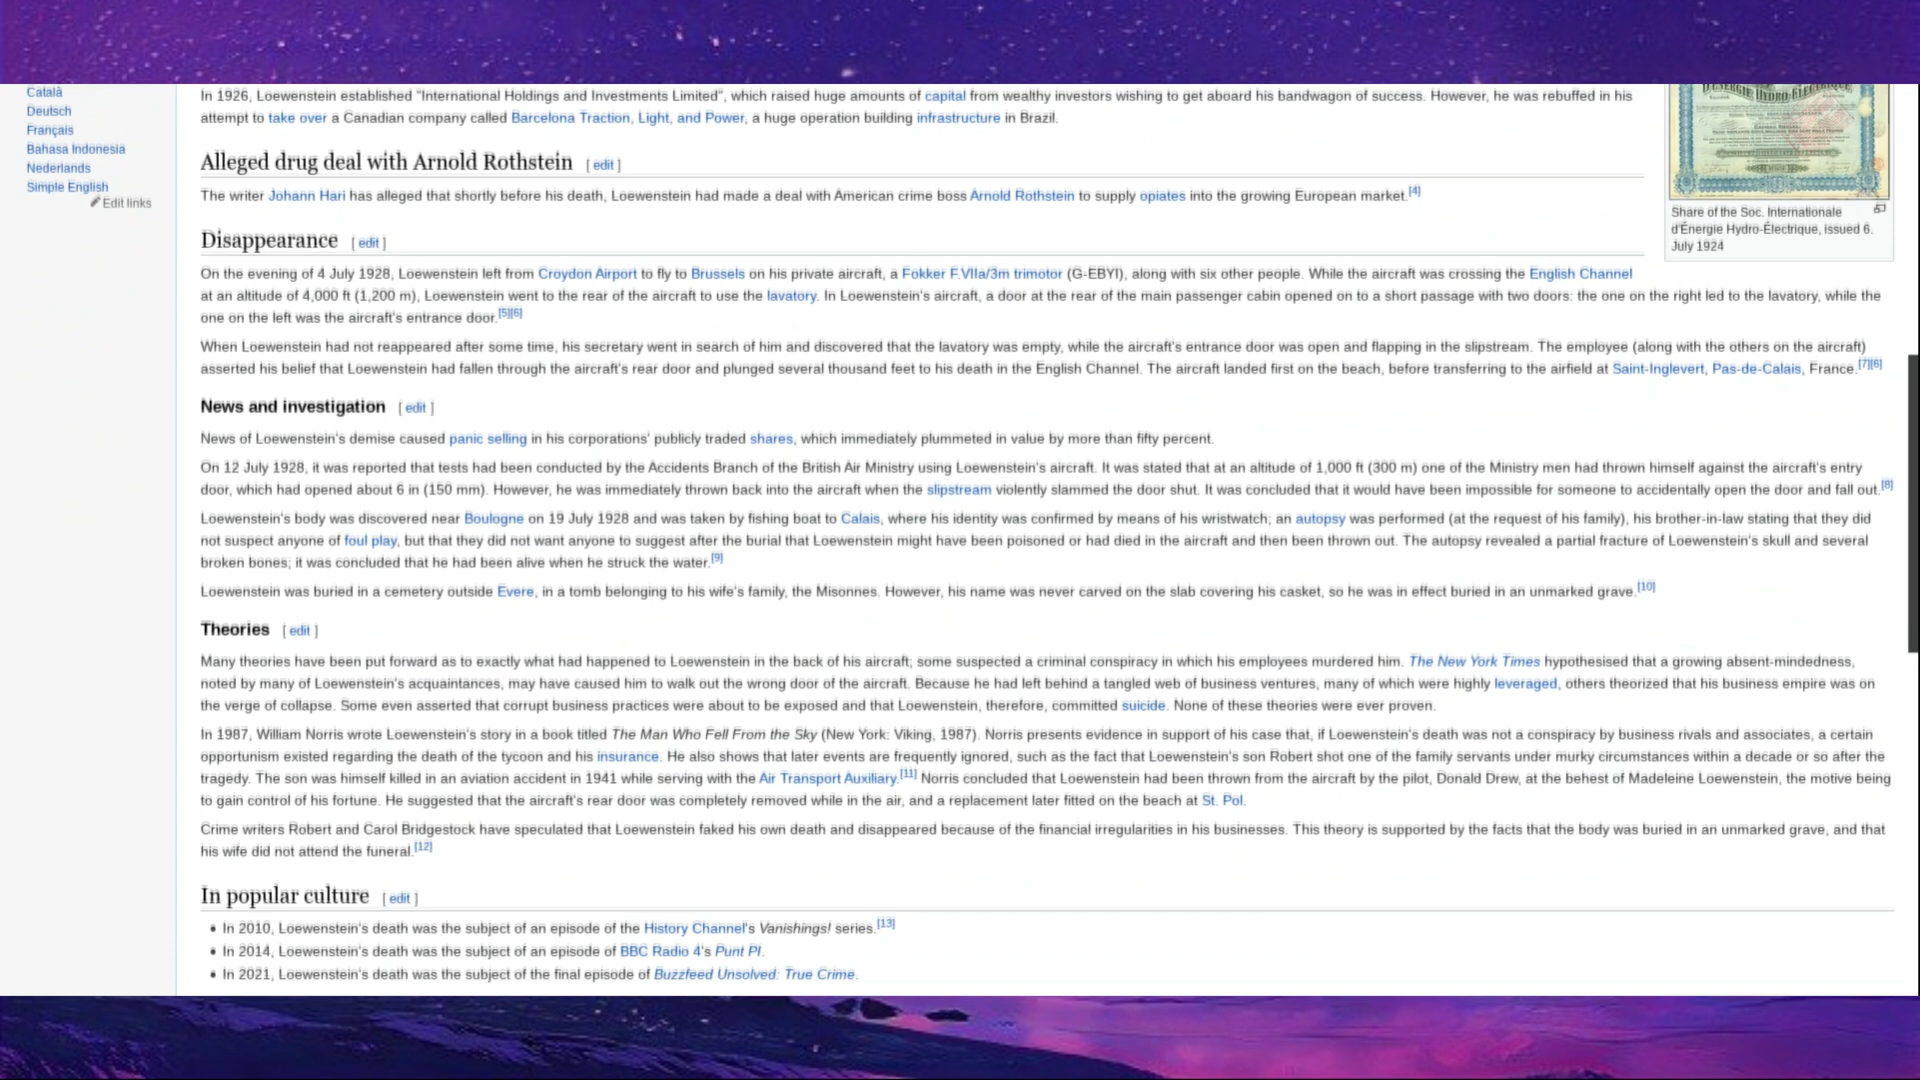 Català
Deutsch
Français
Bahasa Indonesia
Nederlands
Simple English
Edit links
In 1926, Loewenstein established "International Holdings and Investments Limited", which raised huge amounts of capital from wealthy investors wishing to get aboard his bandwagon of success. However, he was rebuffed in his
attempt to take over a Canadian company called Barcelona Traction, Light, and Power, a huge operation building infrastructure in Brazil.
D'ÉNERGIE HYDRO-ÉLECTRIQUE
Share of the Soc. Internationale
d'Énergie Hydro-Électrique, issued 6.
July 1924
Alleged drug deal with Arnold Rothstein [ edit ]
The writer Johann Hari has alleged that shortly before his death, Loewenstein had made a deal with American crime boss Arnold Rothstein to supply opiates into the growing European market.[4]
Disappearance [ edit ]
On the evening of 4 July 1928, Loewenstein left from Croydon Airport to fly to Brussels on his private aircraft, a Fokker F.VIIa/3m trimotor (G-EBYI), along with six other people. While the aircraft was crossing the English Channel
at an altitude of 4,000 ft (1,200 m), Loewenstein went to the rear of the aircraft to use the lavatory. In Loewenstein's aircraft, a door at the rear of the main passenger cabin opened on to a short passage with two doors: the one on the right led to the lavatory, while the
one on the left was the aircraft's entrance door.[5][6]
When Loewenstein had not reappeared after some time, his secretary went in search of him and discovered that the lavatory was empty, while the aircraft's entrance door was open and flapping in the slipstream. The employee (along with the others on the aircraft)
asserted his belief that Loewenstein had fallen through the aircraft's rear door and plunged several thousand feet to his death in the English Channel. The aircraft landed first on the beach, before transferring to the airfield at Saint-Inglevert, Pas-de-Calais, France.[7][6]
News and investigation [ edit ]
News of Loewenstein's demise caused panic selling in his corporations' publicly traded shares, which immediately plummeted in value by more than fifty percent.
On 12 July 1928, it was reported that tests had been conducted by the Accidents Branch of the British Air Ministry using Loewenstein's aircraft. It was stated that at an altitude of 1,000 ft (300 m) one of the Ministry men had thrown himself against the aircraft's entry
door, which had opened about 6 in (150 mm). However, he was immediately thrown back into the aircraft when the slipstream violently slammed the door shut. It was concluded that it would have been impossible for someone to accidentally open the door and fall out.[8]
Loewenstein's body was discovered near Boulogne on 19 July 1928 and was taken by fishing boat to Calais, where his identity was confirmed by means of his wristwatch; an autopsy was performed (at the request of his family), his brother-in-law stating that they did
not suspect anyone of foul play, but that they did not want anyone to suggest after the burial that Loewenstein might have been poisoned or had died in the aircraft and then been thrown out. The autopsy revealed a partial fracture of Loewenstein's skull and several
broken bones; it was concluded that he had been alive when he struck the water.[9]
Loewenstein was buried in a cemetery outside Evere, in a tomb belonging to his wife's family, the Misonnes. However, his name was never carved on the slab covering his casket, so he was in effect buried in an unmarked grave.[10]
Theories [ edit ]
Many theories have been put forward as to exactly what had happened to Loewenstein in the back of his aircraft; some suspected a criminal conspiracy in which his employees murdered him. The New York Times hypothesised that a growing absent-mindedness,
noted by many of Loewenstein's acquaintances, may have caused him to walk out the wrong door of the aircraft. Because he had left behind a tangled web of business ventures, many of which were highly leveraged, others theorized that his business empire was on
the verge of collapse. Some even asserted that corrupt business practices were about to be exposed and that Loewenstein, therefore, committed suicide. None of these theories were ever proven.
In 1987, William Norris wrote Loewenstein's story in a book titled The Man Who Fell From the Sky (New York: Viking, 1987). Norris presents evidence in support of his case that, if Loewenstein's death was not a conspiracy by business rivals and associates, a certain
opportunism existed regarding the death of the tycoon and his insurance. He also shows that later events are frequently ignored, such as the fact that Loewenstein's son Robert shot one of the family servants under murky circumstances within a decade or so after the
tragedy. The son was himself killed in an aviation accident in 1941 while serving with the Air Transport Auxiliary.[11] Norris concluded that Loewenstein had been thrown from the aircraft by the pilot, Donald Drew, at the behest of Madeleine Loewenstein, the motive being
to gain control of his fortune. He suggested that the aircraft's rear door was completely removed while in the air, and a replacement later fitted on the beach at St. Pol.
Crime writers Robert and Carol Bridgestock have speculated that Loewenstein faked his own death and disappeared because of the financial irregularities in his businesses. This theory is supported by the facts that the body was buried in an unmarked grave, and that
his wife did not attend the funeral.[12]
In popular culture [ edit ]
• In 2010, Loewenstein's death was the subject of an episode of the History Channel's Vanishings! series.[13]
• In 2014, Loewenstein's death was the subject of an episode of BBC Radio 4's Punt PI.
• In 2021, Loewenstein's death was the subject of the final episode of Buzzfeed Unsolved: True Crime.